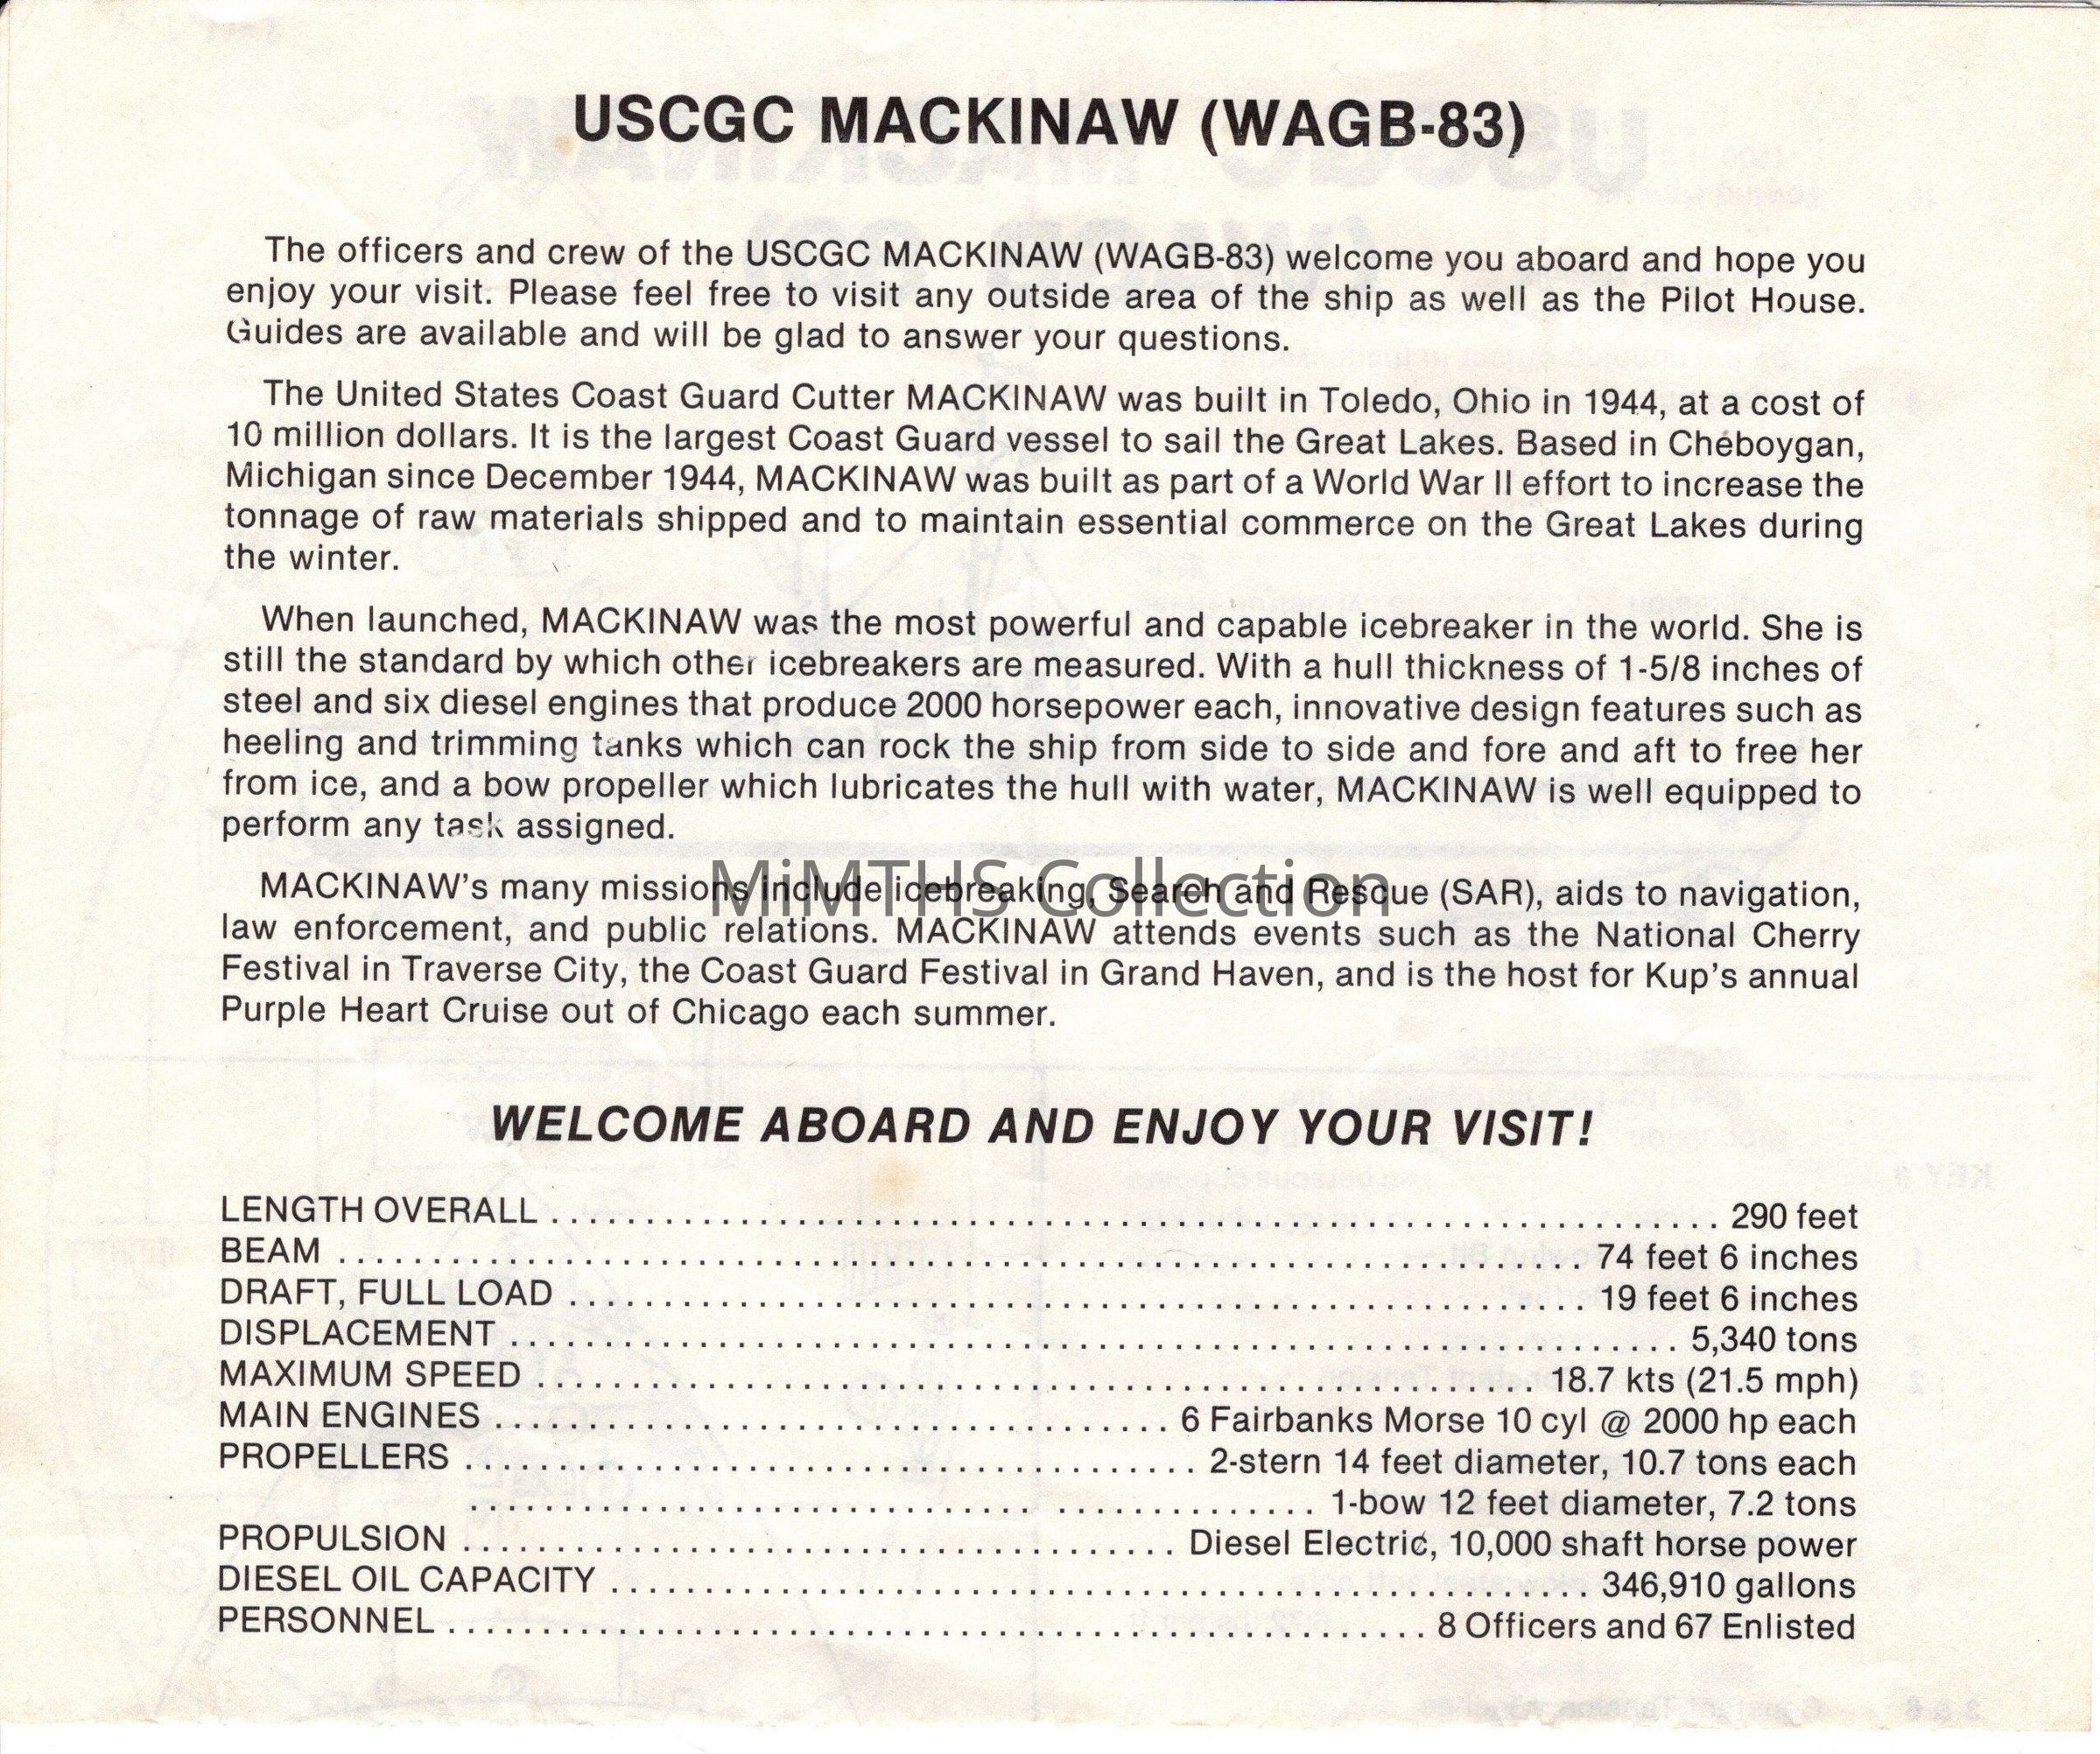 USCGC MACKINAW (WAGB-83)
The officers and crew of the USCGC MACKINAW (WAGB-83) welcome you aboard and hope you
enjoy your visit. Please feel free to visit any outside area of the ship as well as the Pilot House.
Guides are available and will be glad to answer your questions.
The United States Coast Guard Cutter MACKINAW was built in Toledo, Ohio in 1944, at a cost of
10 million dollars. It is the largest Coast Guard vessel to sail the Great Lakes. Based in Cheboygan,
Michigan since December 1944, MACKINAW was built as part of a World War II effort to increase the
tonnage of raw materials shipped and to maintain essential commerce on the Great Lakes during
the winter.
When launched, MACKINAW was the most powerful and capable icebreaker in the world. She is
still the standard by which other icebreakers are measured. With a hull thickness of 1-5/8 inches of
steel and six diesel engines that produce 2000 horsepower each, innovative design features such as
heeling and trimming tanks which can rock the ship from side to side and fore and aft to free her
from ice, and a bow propeller which lubricates the hull with water, MACKINAW is well equipped to
perform any task assigned.
MACKINAW's many missions include icebreaking, Search and Rescue (SAR), aids to navigation,
MiMTHS Collection
law enforcement, and public relations. MACKINAW attends events such as the National Cherry
Festival in Traverse City, the Coast Guard Festival in Grand Haven, and is the host for Kup's annual
Purple Heart Cruise out of Chicago each summer.
WELCOME ABOARD AND ENJOY YOUR VISIT!
LENGTH OVERALL . . . . . . . . . . 290 feet
BEAM . . . . . . . . . . 74 feet 6 inches
DRAFT, FULL LOAD . . . . . . . . . . 19 feet 6 inches
DISPLACEMENT . . . . . . . . . . 5,340 tons
MAXIMUM SPEED . . . . . . . . . . 18.7 kts (21.5 mph)
MAIN ENGINES . . . . . . . . . . 6 Fairbanks Morse 10 cyl @ 2000 hp each
PROPELLERS . . . . . . . . . . 2-stern 14 feet diameter, 10.7 tons each
. . . . . . . . . . 1-bow 12 feet diameter, 7.2 tons
PROPULSION . . . . . . . . . . Diesel Electric, 10,000 shaft horse power
DIESEL OIL CAPACITY . . . . . . . . . . 346,910 gallons
PERSONNEL . . . . . . . . . . 8 Officers and 67 Enlisted